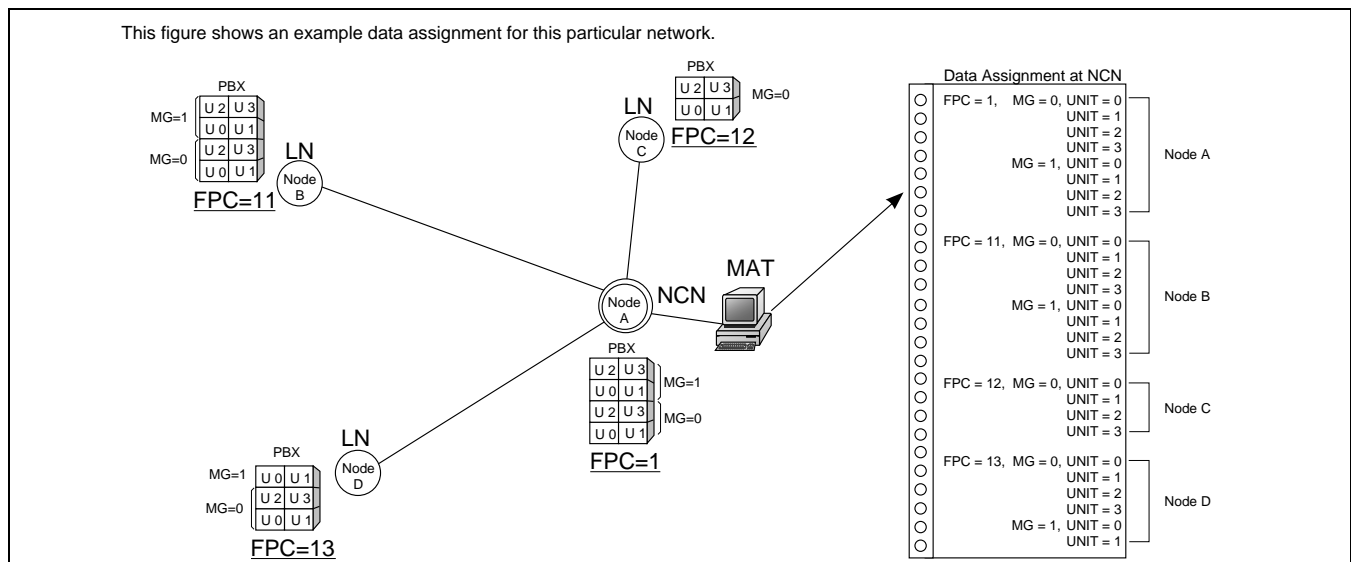 This figure shows an example data assignment for this particular network.
PBX
MG=1
U 2 U 3
U 0 U 1
MG=0
U 2 U 3
U 0 U 1
FPC=11
LN
Node
B
PBX
U 2 U 3
U 0 U 1
MG=0
LN
Node
C
FPC=12
NCN
Node
A
MAT
PBX
U 2 U 3
U 0 U 1
MG=1
U 2 U 3
U 0 U 1
MG=0
FPC=1
LN
Node
D
PBX
MG=1
U 0 U 1
MG=0
U 2 U 3
U 0 U 1
FPC=13
Data Assignment at NCN
FPC = 1, MG = 0, UNIT = 0
UNIT = 1
UNIT = 2
UNIT = 3
MG = 1, UNIT = 0
UNIT = 1
UNIT = 2
UNIT = 3
Node A
FPC = 11, MG = 0, UNIT = 0
UNIT = 1
UNIT = 2
UNIT = 3
MG = 1, UNIT = 0
UNIT = 1
UNIT = 2
UNIT = 3
Node B
FPC = 12, MG = 0, UNIT = 0
UNIT = 1
UNIT = 2
UNIT = 3
Node C
FPC = 13, MG = 0, UNIT = 0
UNIT = 1
UNIT = 2
UNIT = 3
MG = 1, UNIT = 0
UNIT = 1
Node D